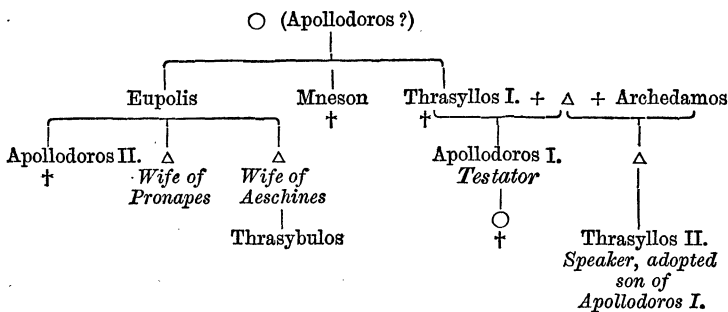 ○ (Apollodoros ?)
Eupolis Mneson Thrasyllos I. + △ + Archedamos
† †
Apollodoros II. △ △ Apollodoros I. △
† Wife of Wife of Testator
Pronapes Aeschines ○
Thrasybulos † Thrasyllos II.
Speaker, adopted
son of
Apollodoros I.